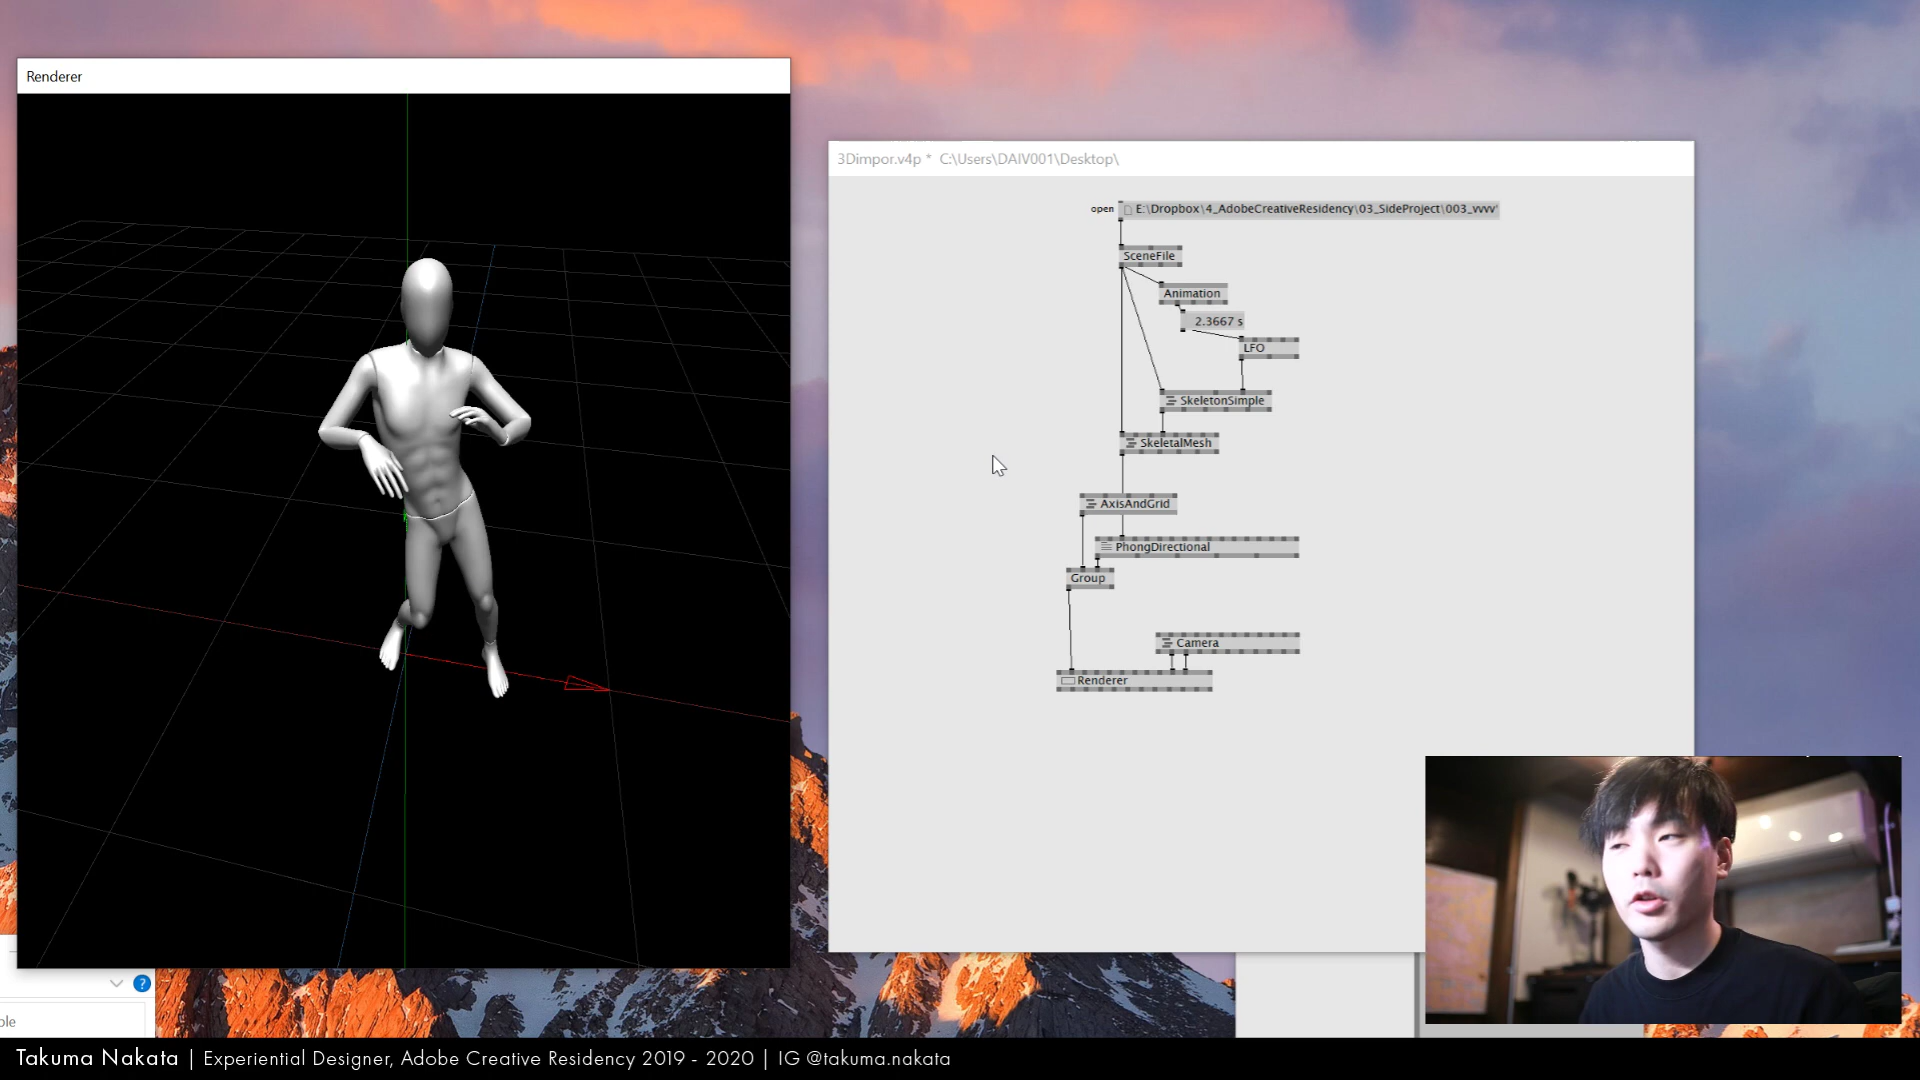 Renderer
3Dimpor.v4p * C:\Users\DAIV001\Desktop\
open E:\Dropbox\4_AdobeCreativeResidency\03_SideProject\003_vvvv'
SceneFile
Animation
2.3667 s
LFO
SkeletonSimple
SkeletalMesh
AxisAndGrid
PhongDirectional
Group
Camera
Renderer
?
ple
Takuma Nakata | Experiential Designer, Adobe Creative Residency 2019 - 2020 | IG @takuma.nakata